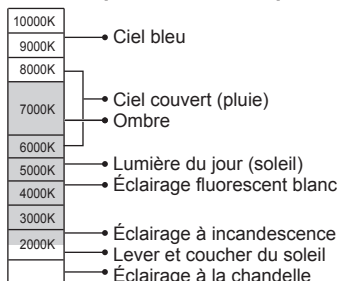 10000K
9000K
Ciel bleu
8000K
7000K
Ciel couvert (pluie)
Ombre
6000K
5000K
Lumière du jour (soleil)
4000K
Éclairage fluorescent blanc
3000K
2000K
Éclairage à incandescence
Lever et coucher du soleil
Éclairage à la chandelle